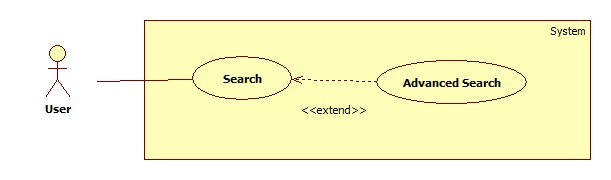 System
Search
Advanced Search
User
<<extend>>